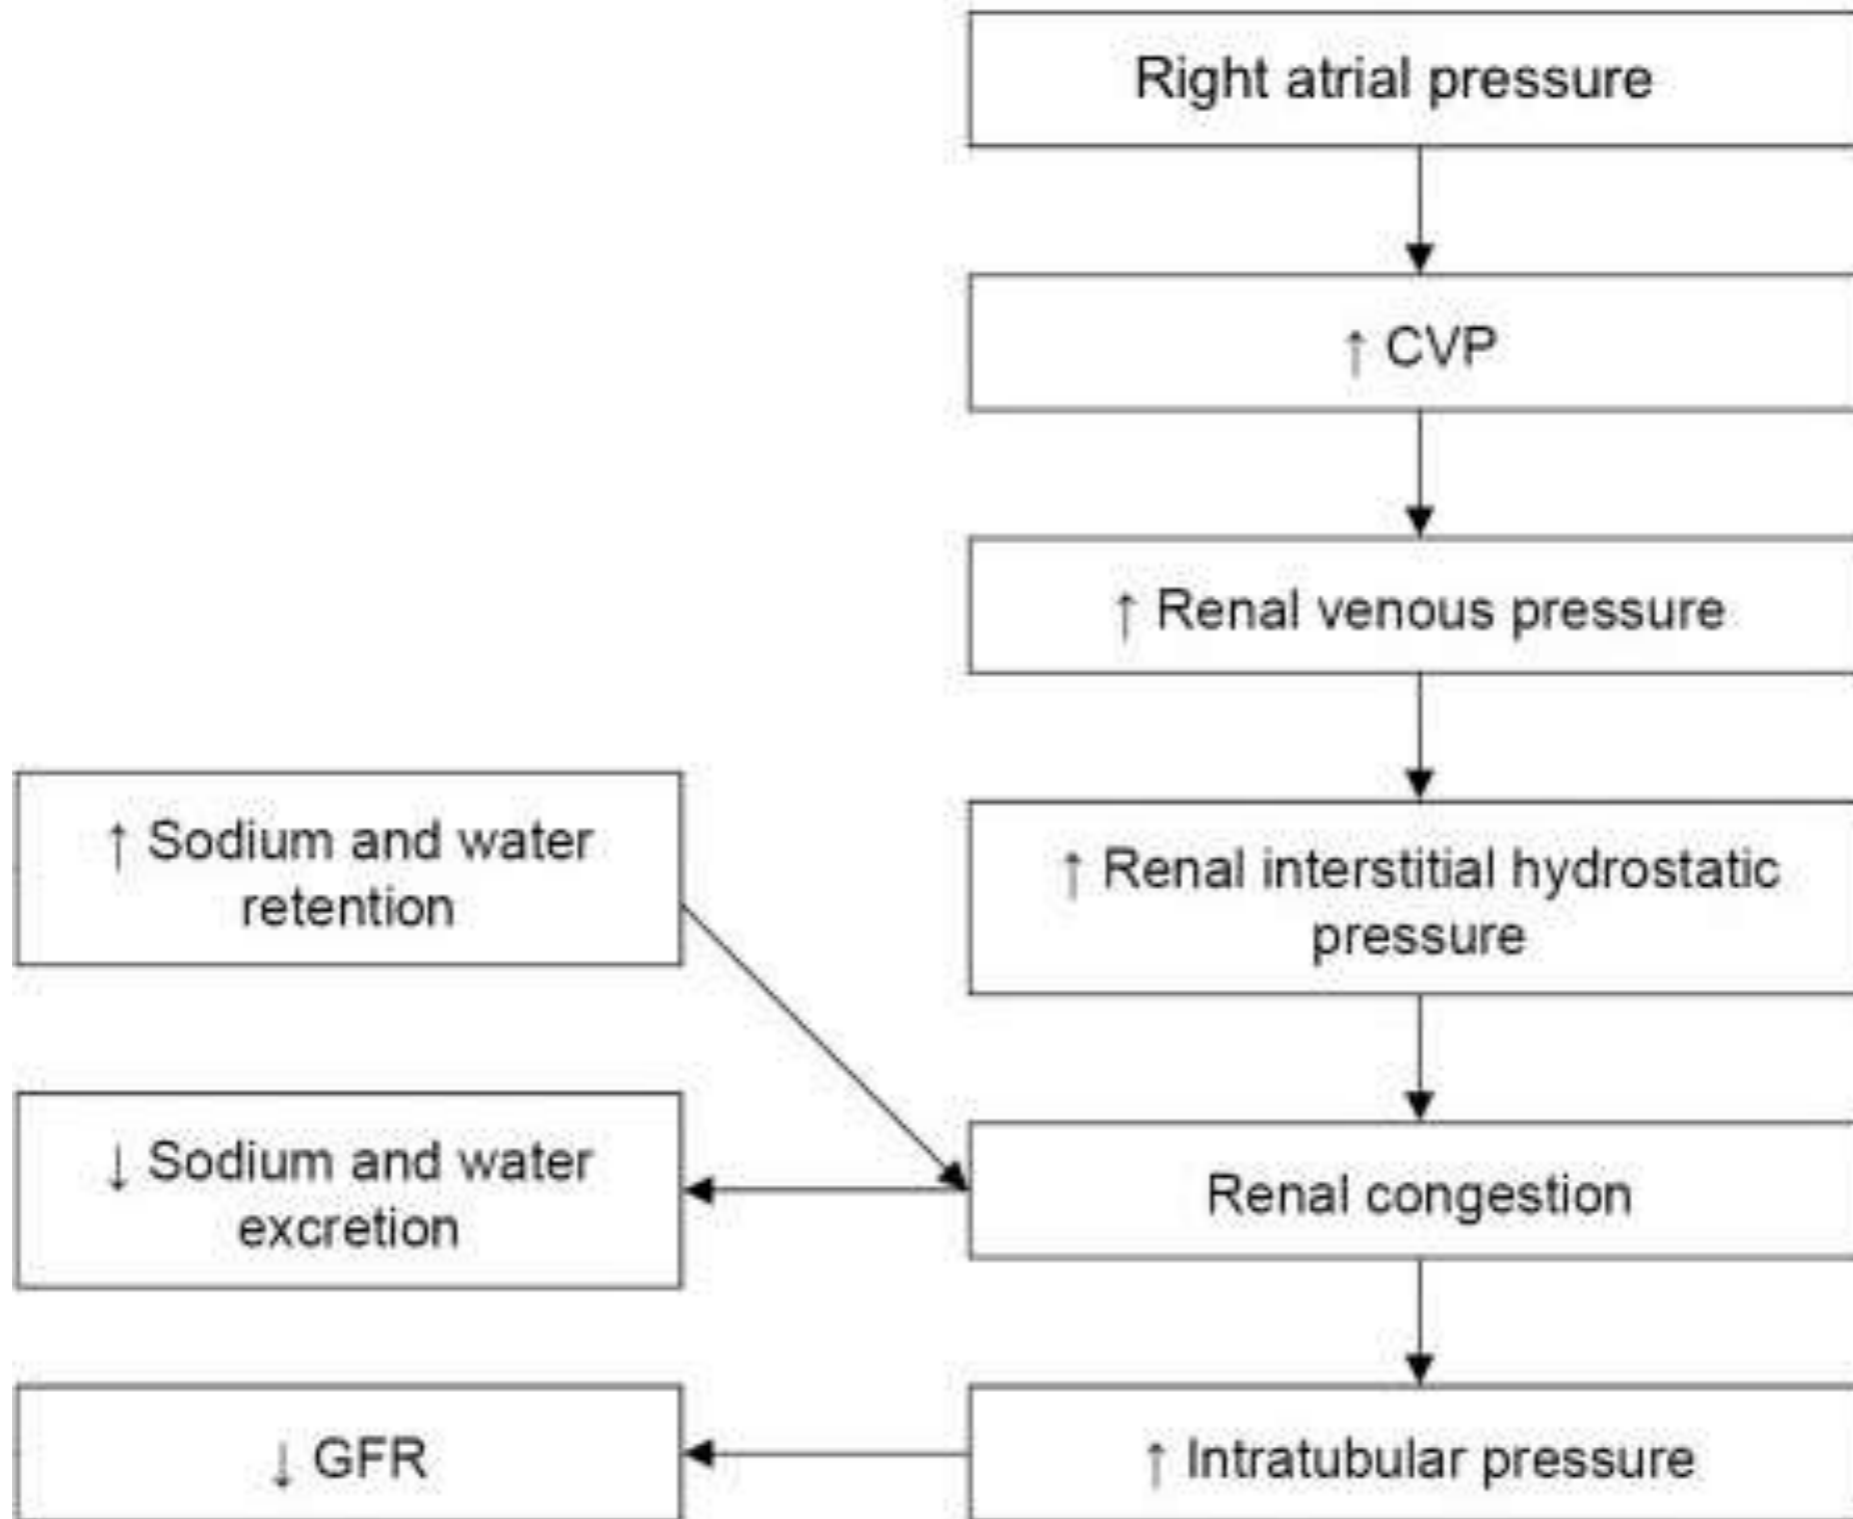 Right atrial pressure
↑ CVP
↑ Renal venous pressure
↑ Sodium and water
retention
↑ Renal interstitial hydrostatic
pressure
↓ Sodium and water
excretion
Renal congestion
↓ GFR
↑ Intratubular pressure